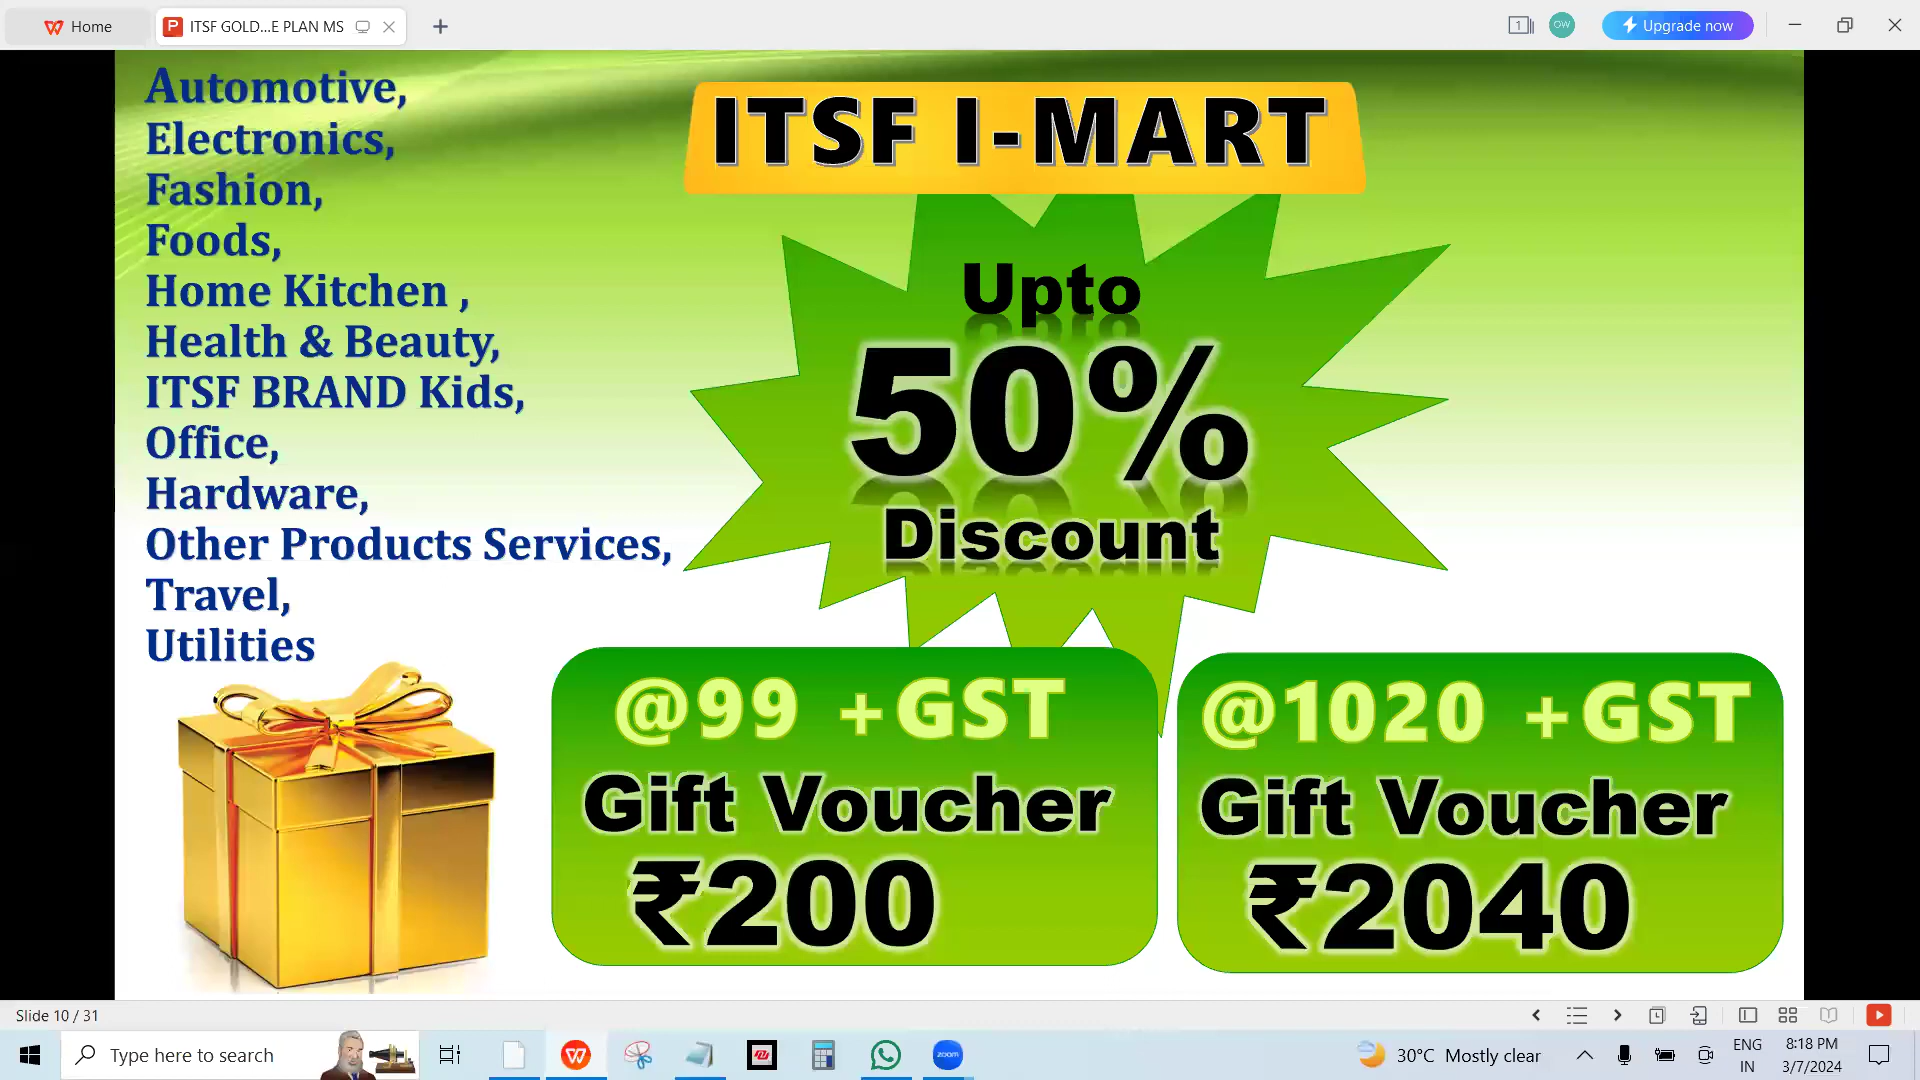 Home
ITSF GOLD...E PLAN MS
1
OW
Upgrade now
Automotive,
Electronics,
Fashion,
Foods,
Home Kitchen ,
Health & Beauty,
ITSF BRAND Kids,
Office,
Hardware,
Other Products Services,
Travel,
Utilities
ITSF I-MART
Upto
50%
Discount
@99 +GST
Gift Voucher
₹200
@1020 +GST
Gift Voucher
₹2040
Slide 10 / 31
Type here to search
zoom
30°C Mostly clear
ENG
IN
8:18 PM
3/7/2024